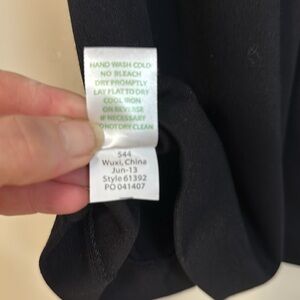 HAND WASH COLD
NO BLEACH
DRY PROMPTLY
LAY FLAT TO DRY
COOL IRON
ON REVERSE
IF NECESSARY
DO NOT DRY CLEAN
544
Wuxi, China
Jun-13
Style 61392
PO 041407